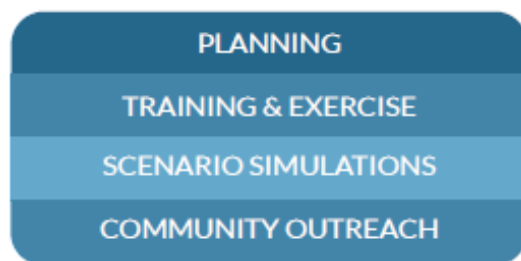 PLANNING
TRAINING & EXERCISE
SCENARIO SIMULATIONS
COMMUNITY OUTREACH